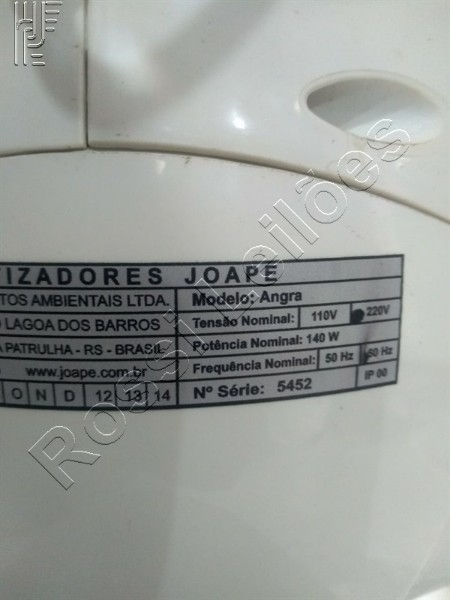 TIZADORES JOAPE
TOS AMBIENTAIS LTDA.
LAGOA DOS BARROS
A PATRULHA - RS - BRASIL
www.joape.com.br
O N D 12 13 14
Modelo: Angra
Tensão Nominal: 110V 220V
Potência Nominal: 140 W
Frequência Nominal: 50 Hz 60 Hz
Nº Série: 5452 IP 00
Rossi Leilões